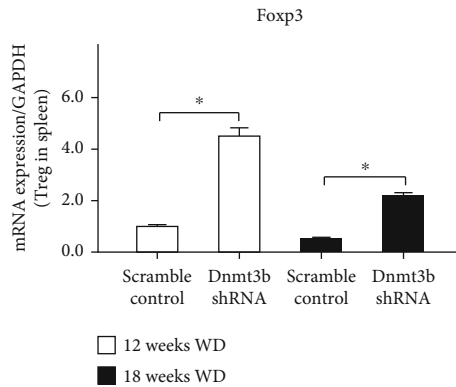 Foxp3
mRNA expression/GAPDH
(Treg in spleen)
6.0
4.0
2.0
0.0
*
*
Scramble control
Dnmt3b shRNA
Scramble control
Dnmt3b shRNA
12 weeks WD
18 weeks WD